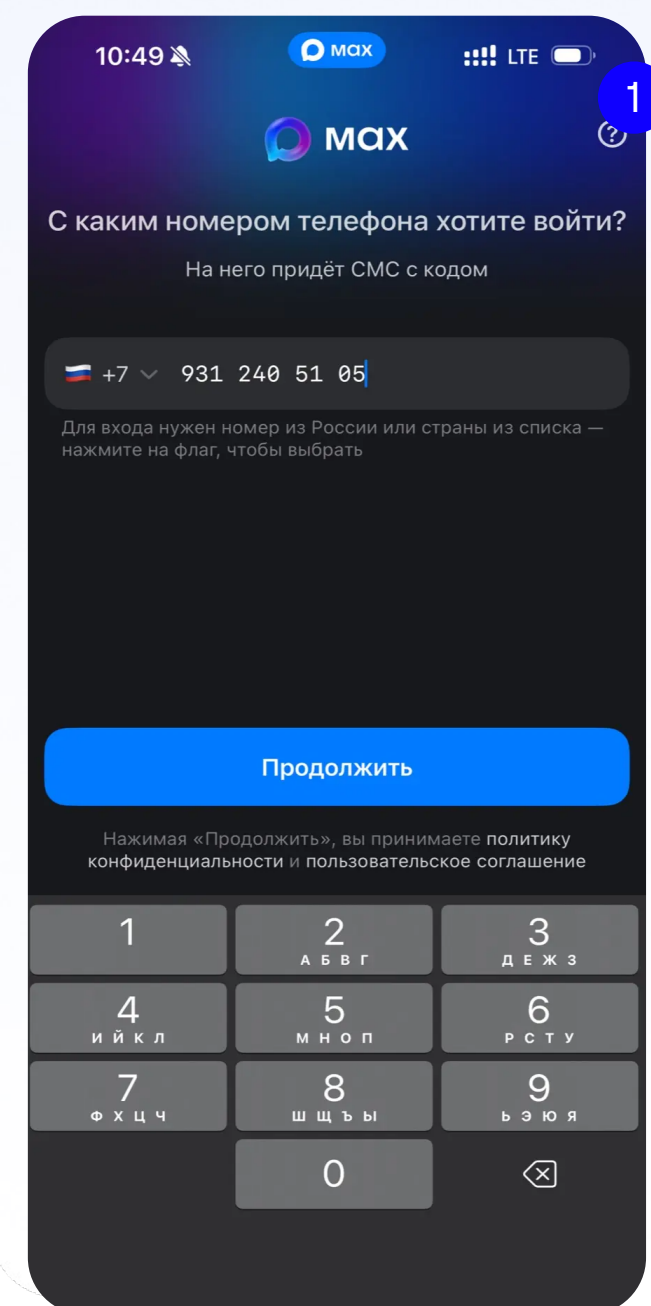 10:49
max
LTE
1
max
?
С каким номером телефона хотите войти?
На него придёт СМС с кодом
+7 931 240 51 05
Для входа нужен номер из России или страны из списка —
нажмите на флаг, чтобы выбрать
Продолжить
Нажимая «Продолжить», вы принимаете политику
конфиденциальности и пользовательское соглашение
1 2 3
А Б В Г Д Е Ж З
4 5 6
И Й К Л М Н О П Р С Т У
7 8 9
Ф Х Ц Ч Ш Щ Ъ Ы Ь Э Ю Я
0